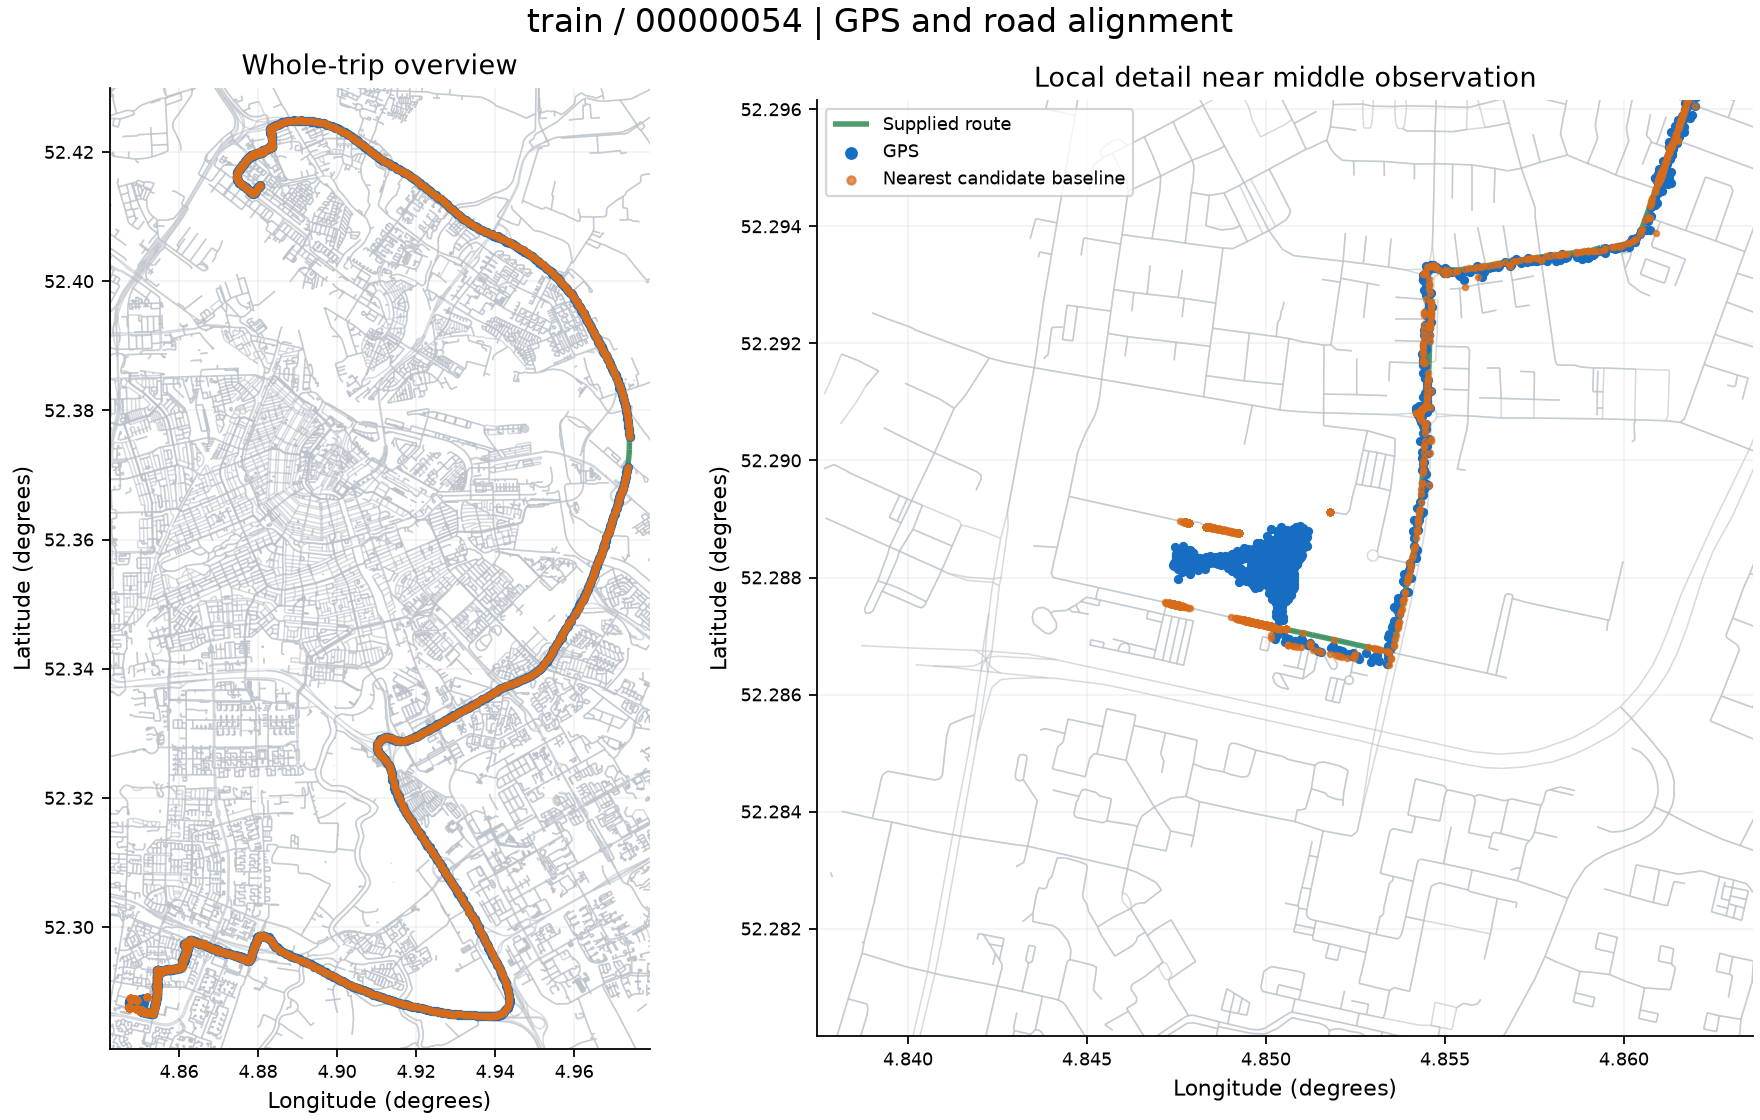 train / 00000054 | GPS and road alignment
Whole-trip overview
52.42
52.40
52.38
52.36
52.34
52.32
52.30
4.86 4.88 4.90 4.92 4.94 4.96
Longitude (degrees)
Latitude (degrees)
Local detail near middle observation
Supplied route
GPS
Nearest candidate baseline
52.296
52.294
52.292
52.290
52.288
52.286
52.284
52.282
4.840 4.845 4.850 4.855 4.860
Longitude (degrees)
Latitude (degrees)